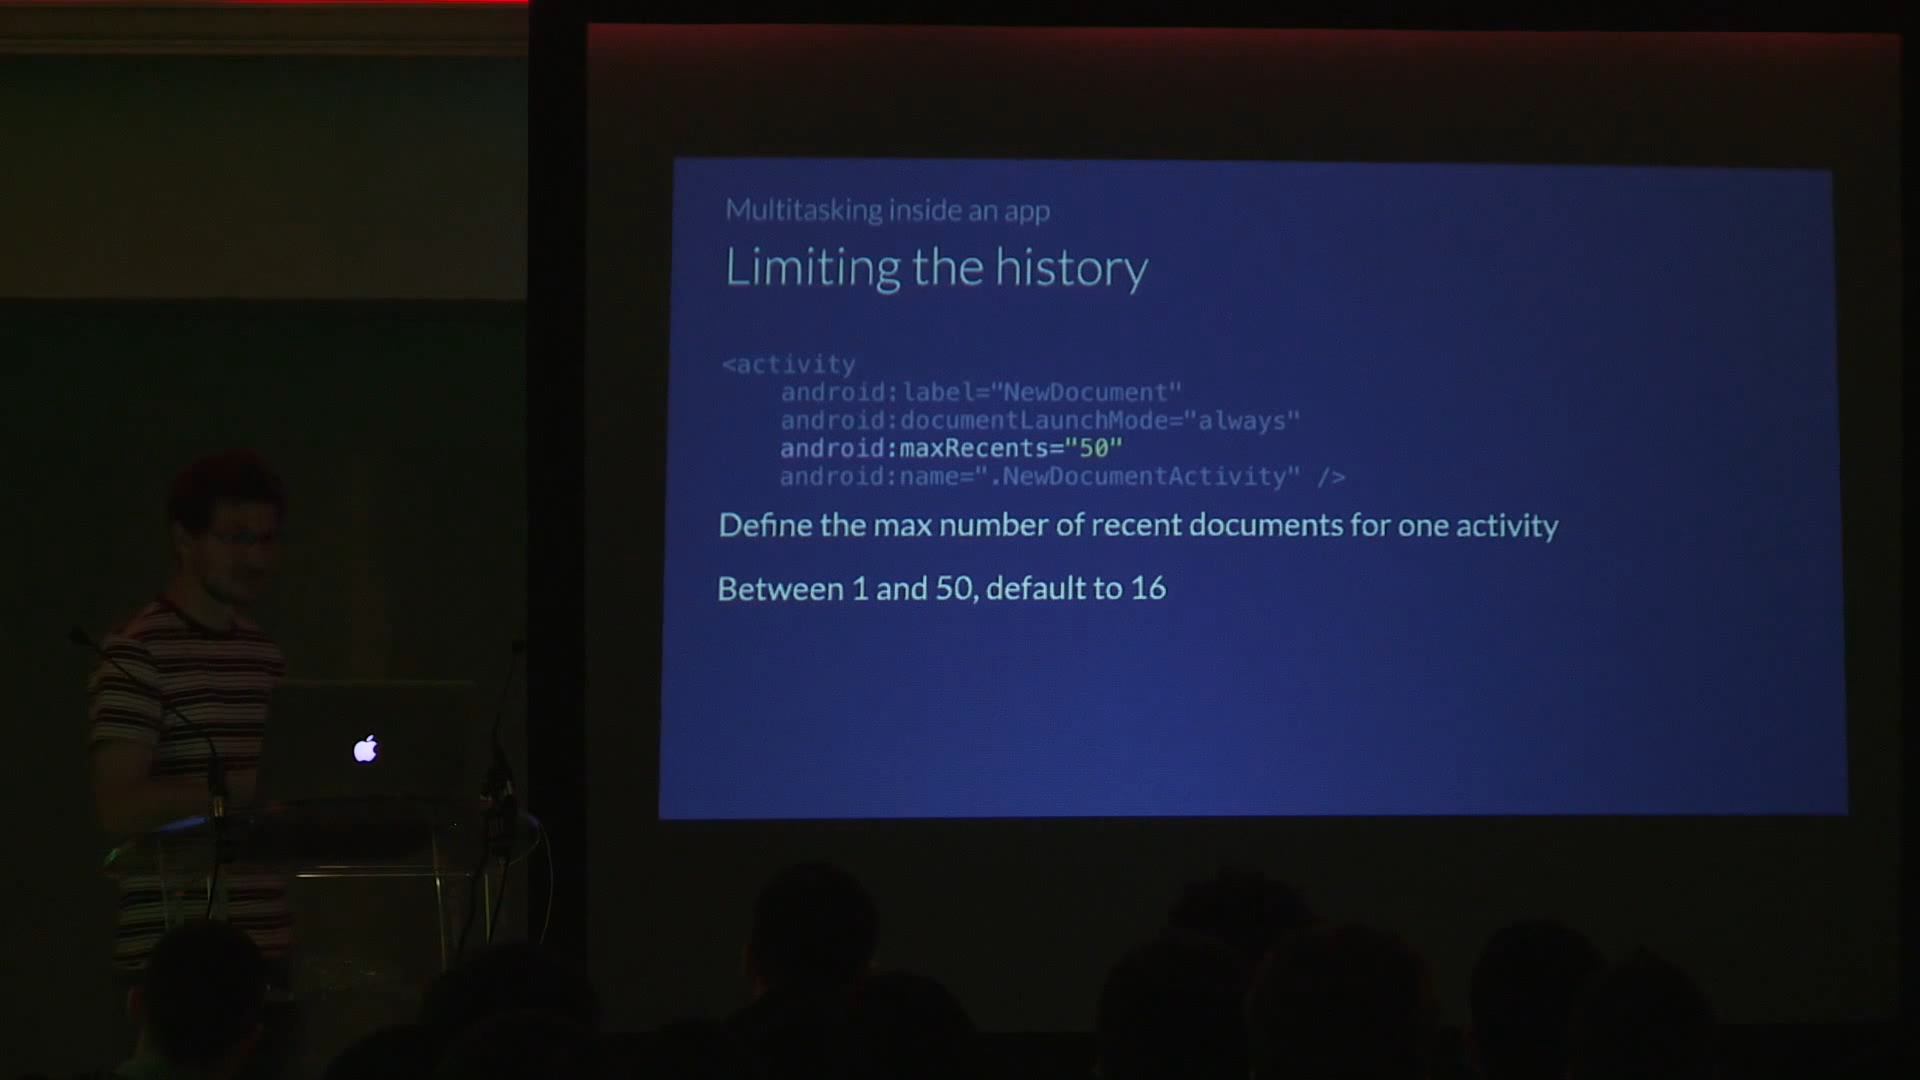 Multitasking inside an app
Limiting the history
<activity
android:label="NewDocument"
android:documentLaunchMode="always"
android:maxRecents="50"
android:name=".NewDocumentActivity" />
Define the max number of recent documents for one activity
Between 1 and 50, default to 16